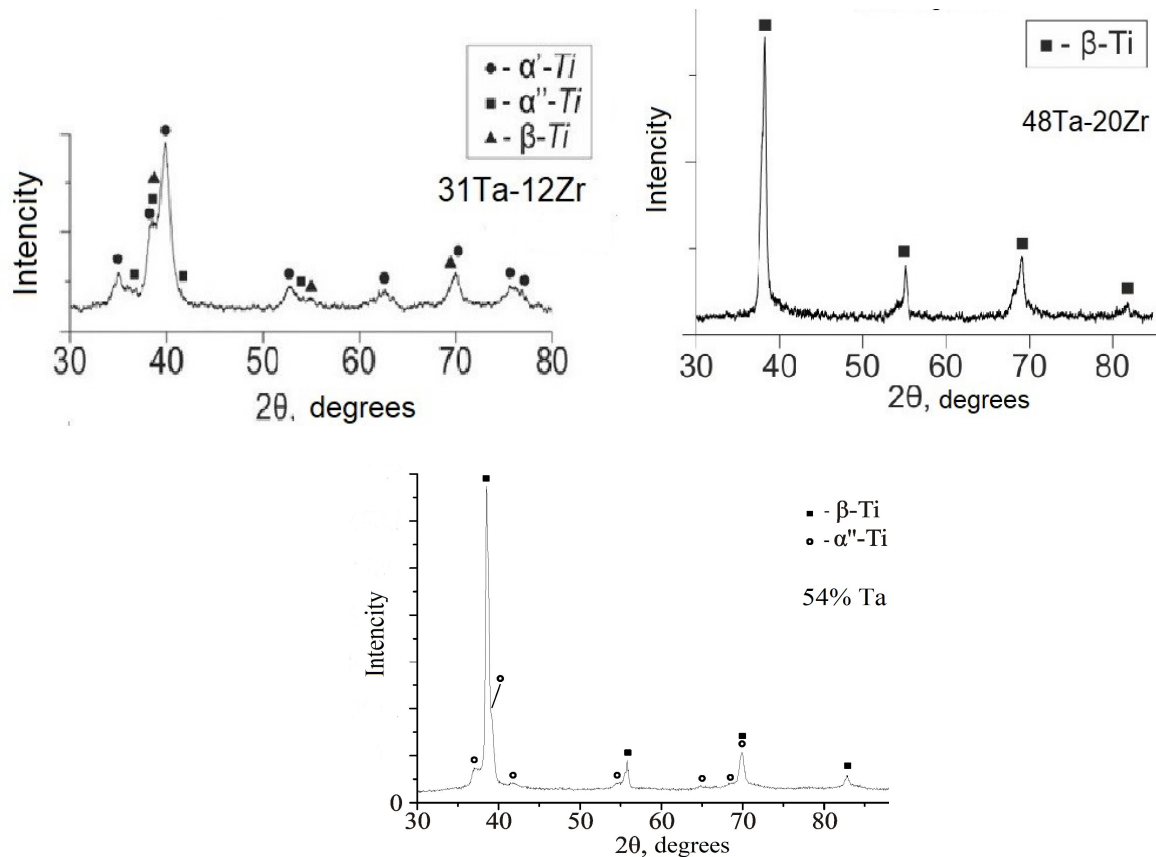 ● - α'-Ti
■ - α''-Ti
▲ - β-Ti
31Ta-12Zr
Intencity
30 40 50 60 70 80
2θ, degrees
■ - β-Ti
48Ta-20Zr
Intencity
30 40 50 60 70 80
2θ, degrees
■ - β-Ti
o - α''-Ti
54% Ta
Intencity
0
30 40 50 60 70 80
2θ, degrees